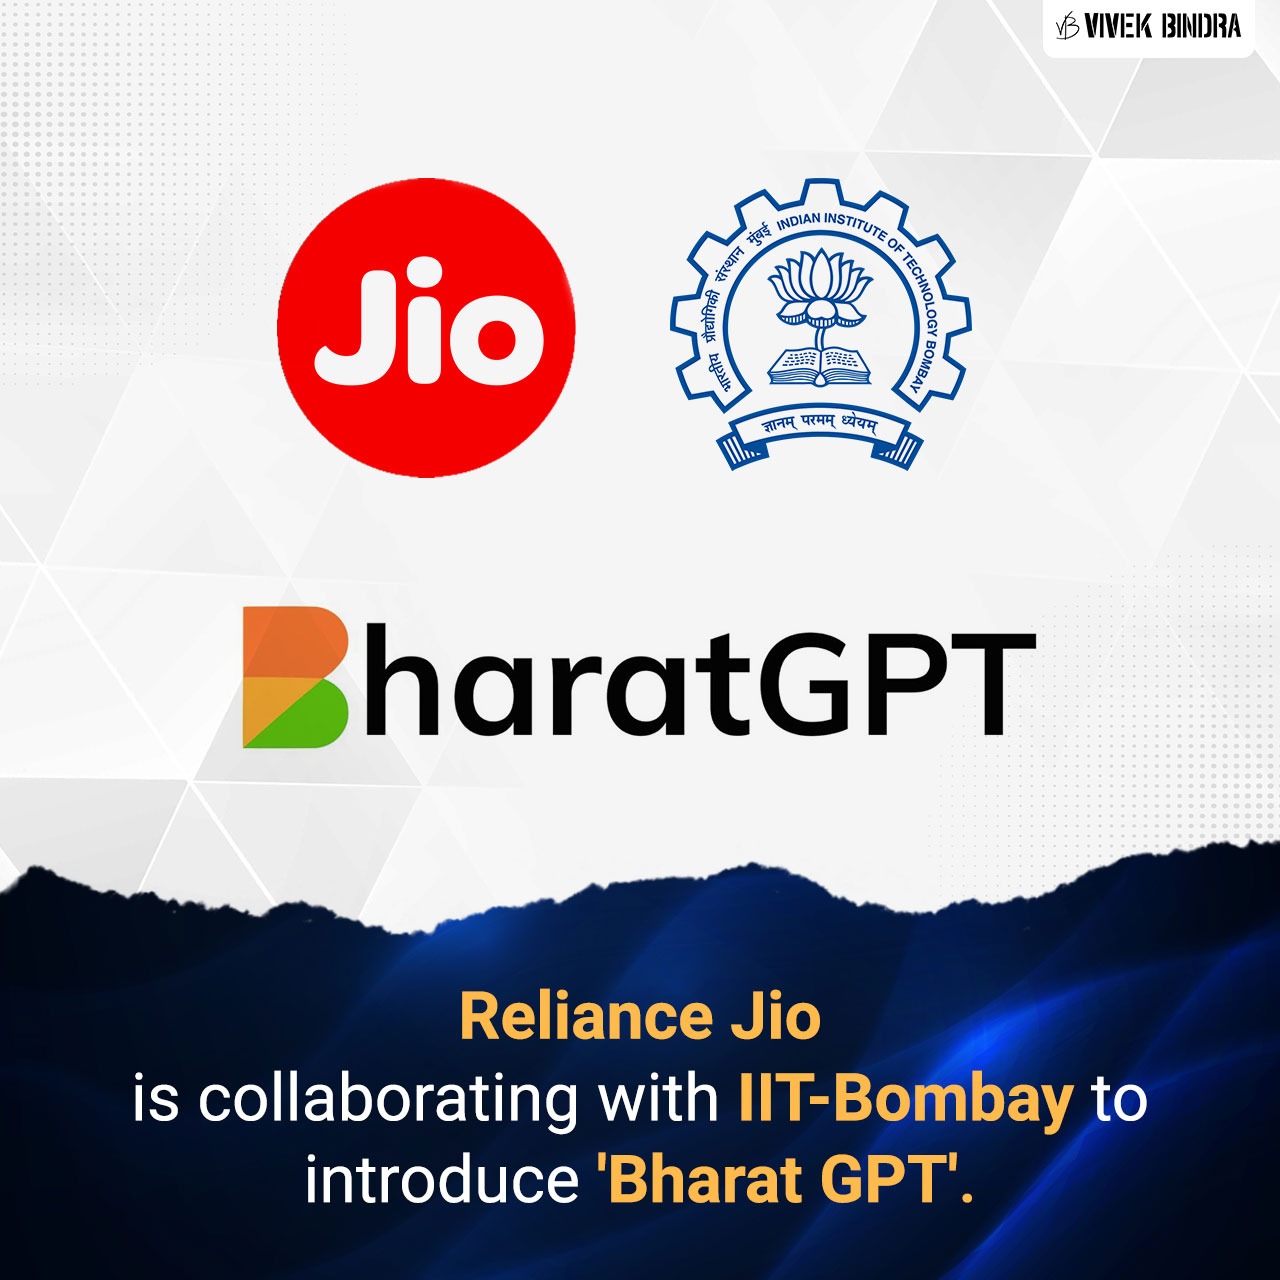 VB VIVEK BINDRA
Jio
भारतीय प्रौद्योगिकी संस्थान मुंबई INDIAN INSTITUTE OF TECHNOLOGY BOMBAY
ज्ञानम् परमम् ध्येयम्
BharatGPT
Reliance Jio
is collaborating with IIT-Bombay to
introduce 'Bharat GPT'.